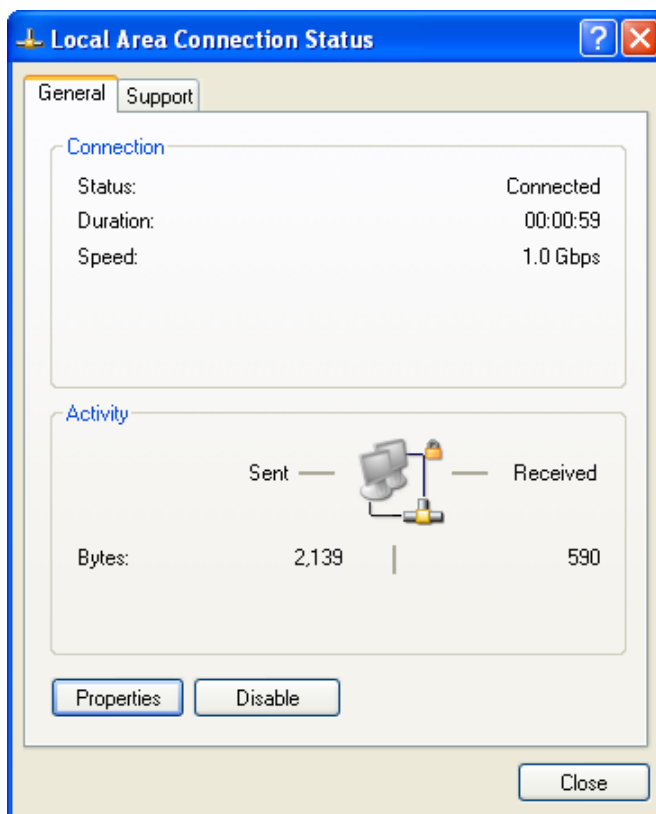 Local Area Connection Status
General Support
Connection
Status: Connected
Duration: 00:00:59
Speed: 1.0 Gbps
Activity
Sent Received
Bytes: 2,139 590
Properties Disable
Close